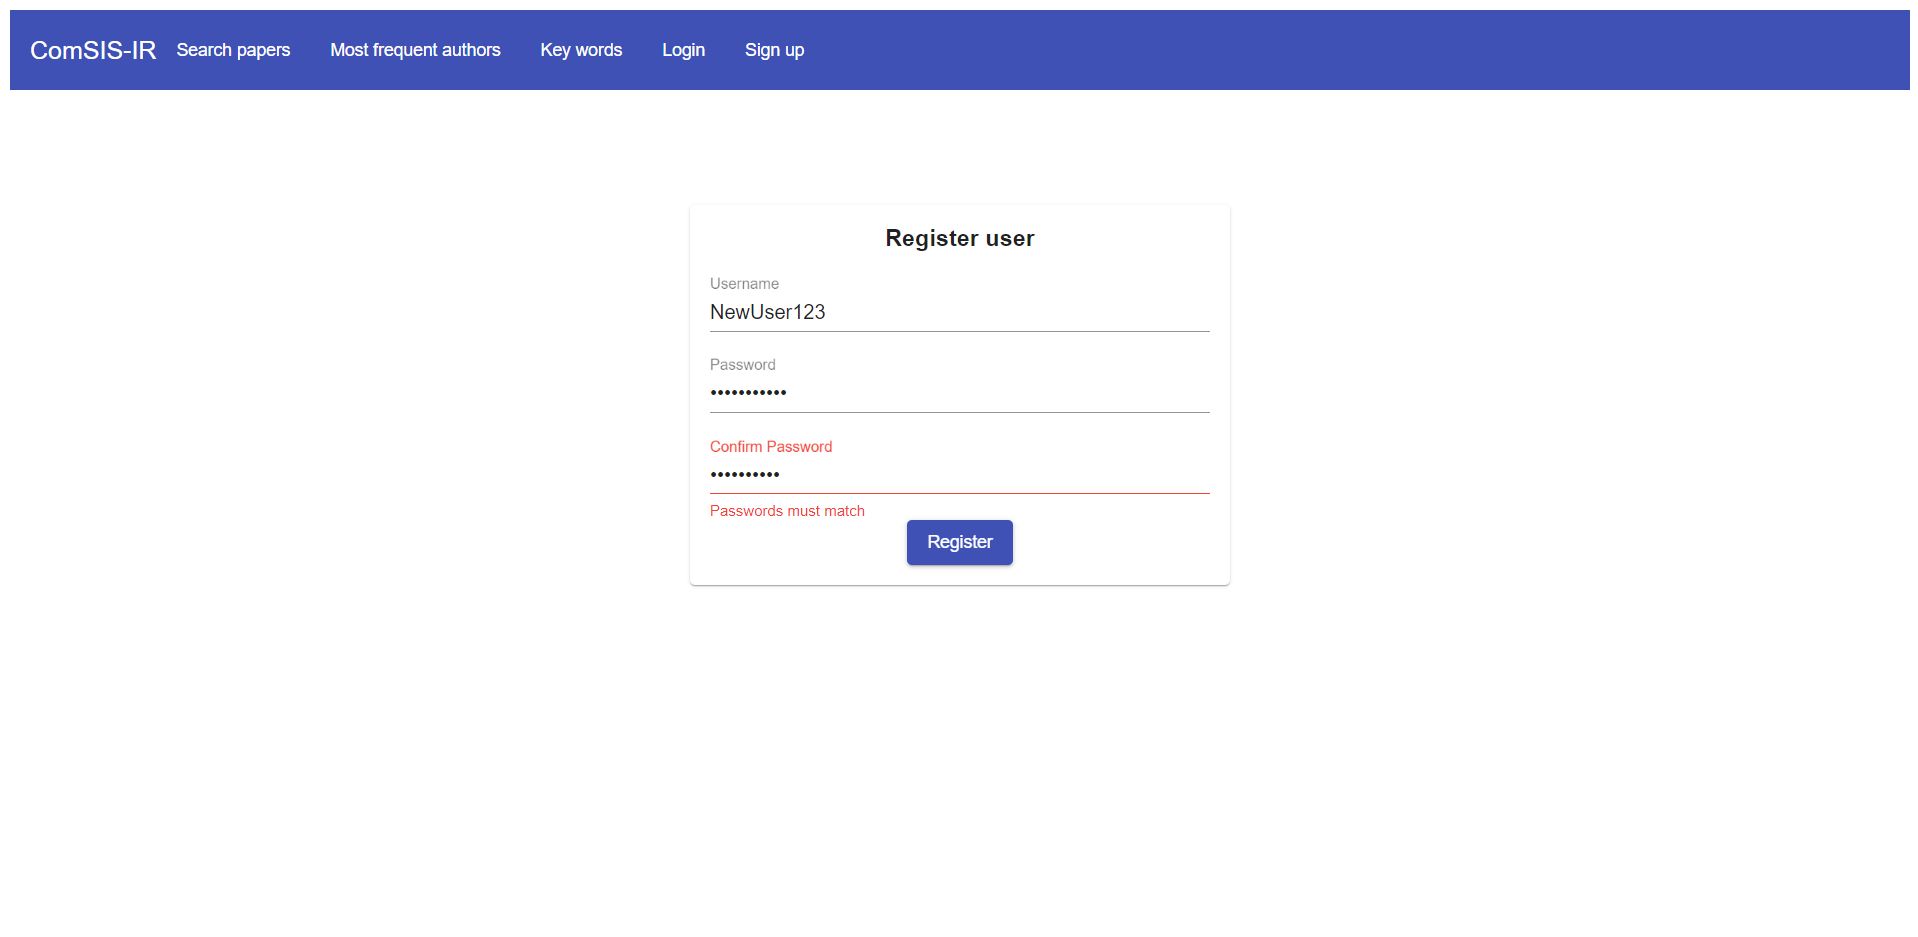 ComSIS-IR Search papers Most frequent authors Key words Login Sign up
Register user
Username
NewUser123
Password
•••••••••••
Confirm Password
••••••••••
Passwords must match
Register